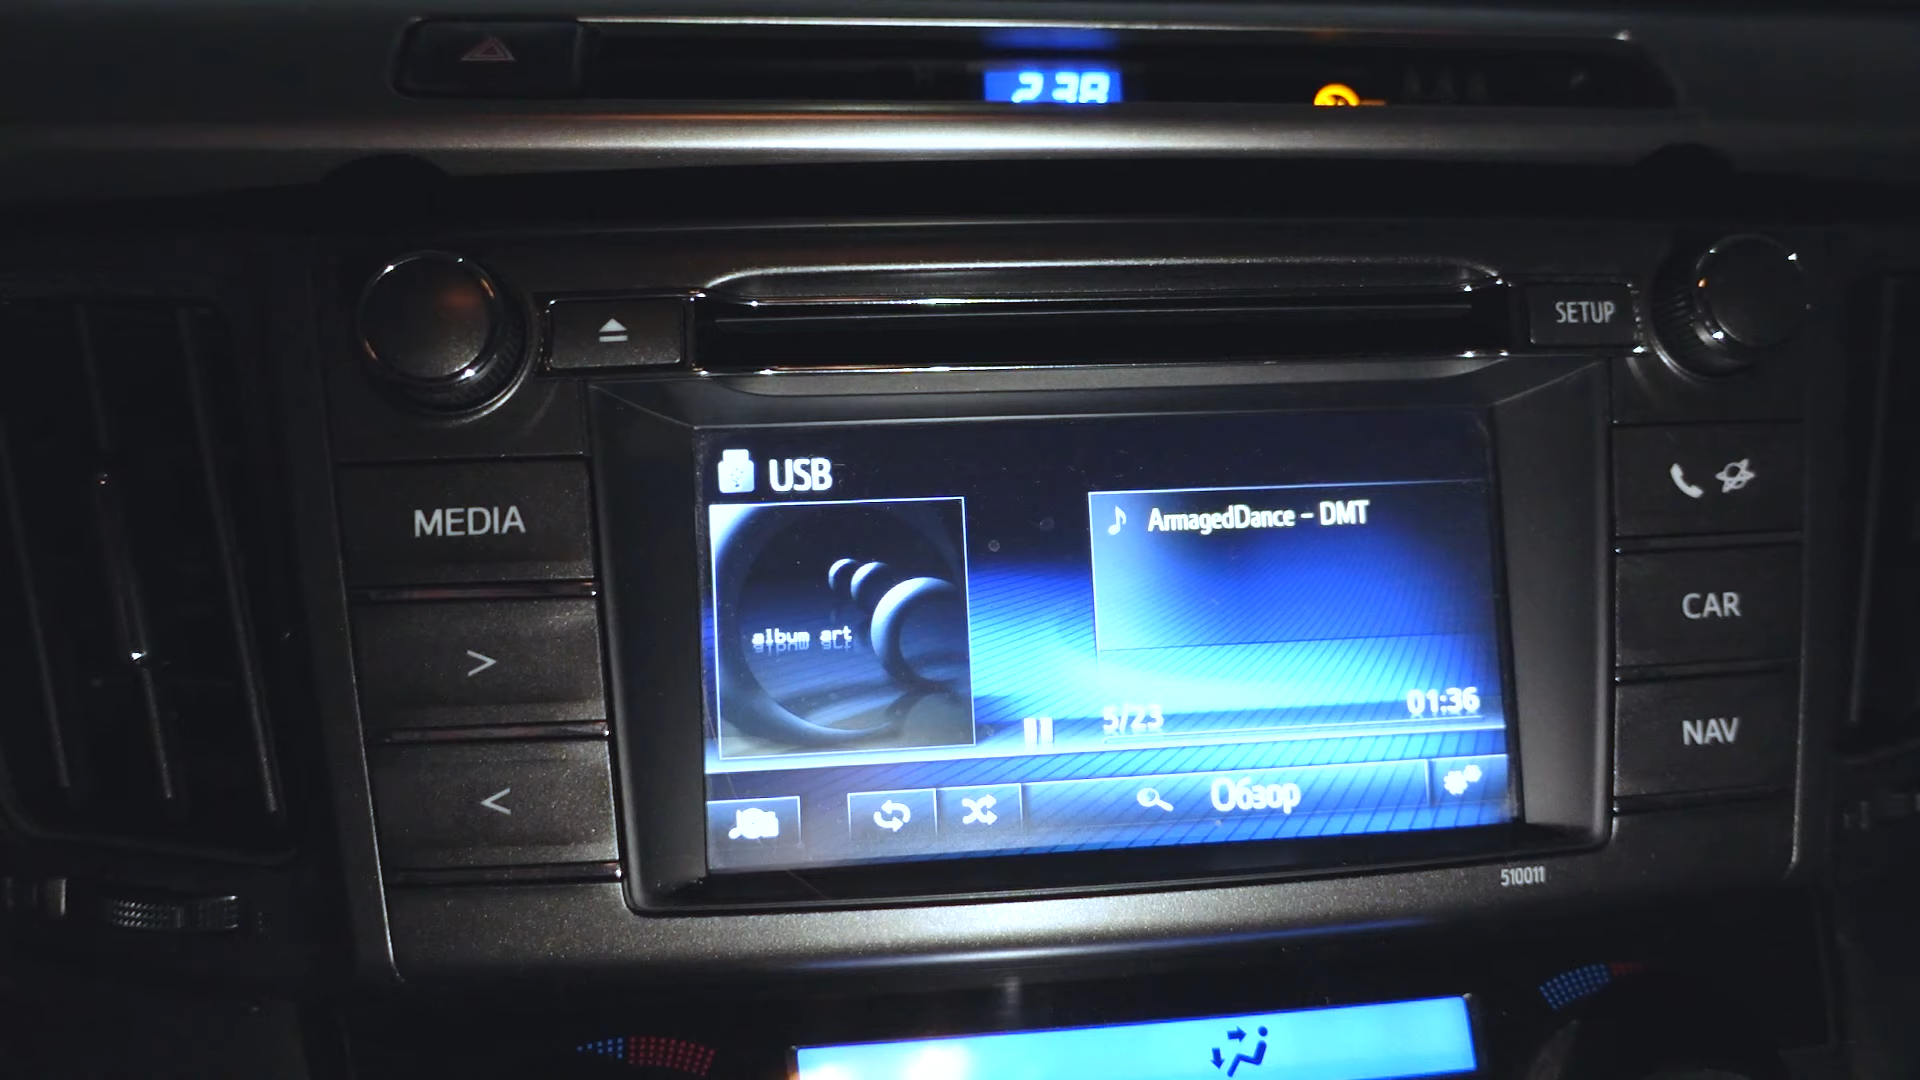 2:38
SETUP
USB
MEDIA
ArmagedDance - DMT
album art
CAR
5/23
01:36
NAV
Обзор
510011